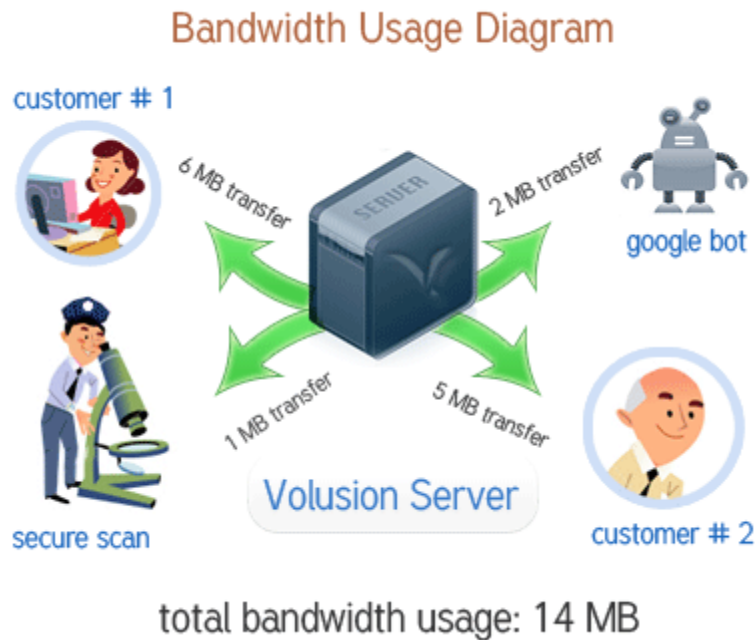 Bandwidth Usage Diagram
customer # 1
6 MB transfer
SERVER
2 MB transfer
google bot
1 MB transfer
5 MB transfer
Volusion Server
secure scan
customer # 2
total bandwidth usage: 14 MB